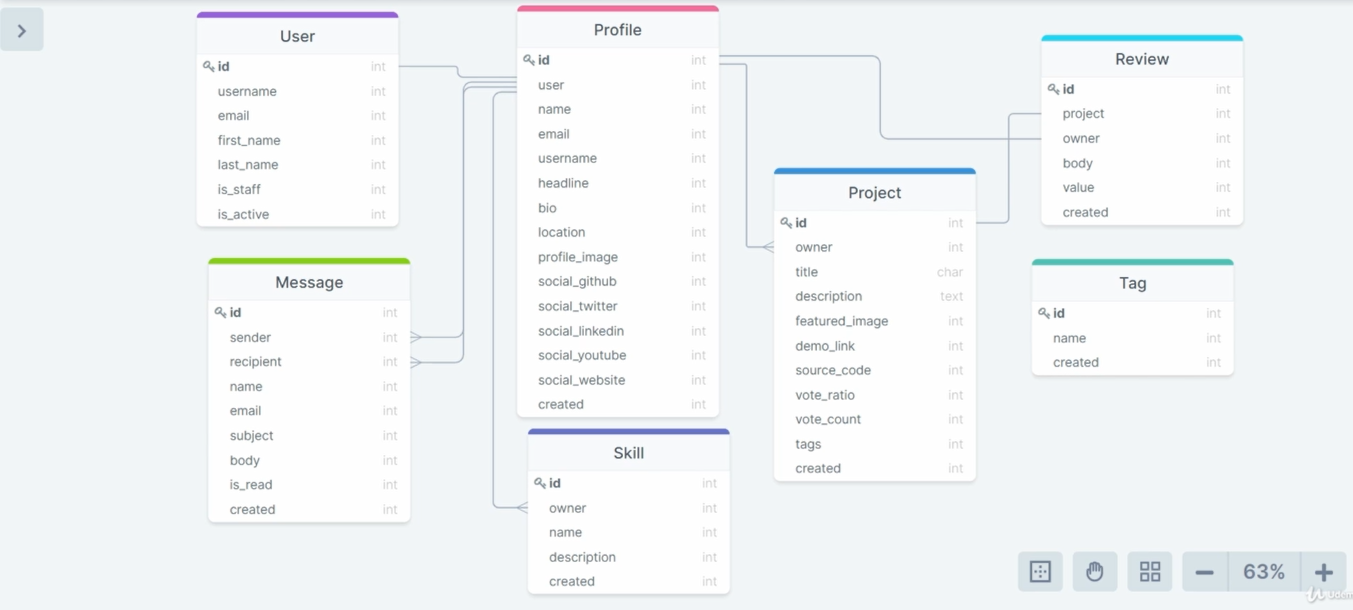 User
id int
username int
email int
first_name int
last_name int
is_staff int
is_active int
Message
id int
sender int
recipient int
name int
email int
subject int
body int
is_read int
created int
Profile
id int
user int
name int
email int
username int
headline int
bio int
location int
profile_image int
social_github int
social_twitter int
social_linkedin int
social_youtube int
social_website int
created int
Skill
id int
owner int
name int
description int
created int
Project
id int
owner int
title char
description text
featured_image int
demo_link int
source_code int
vote_ratio int
vote_count int
tags int
created int
Review
id int
project int
owner int
body int
value int
created int
Tag
id int
name int
created int
63%